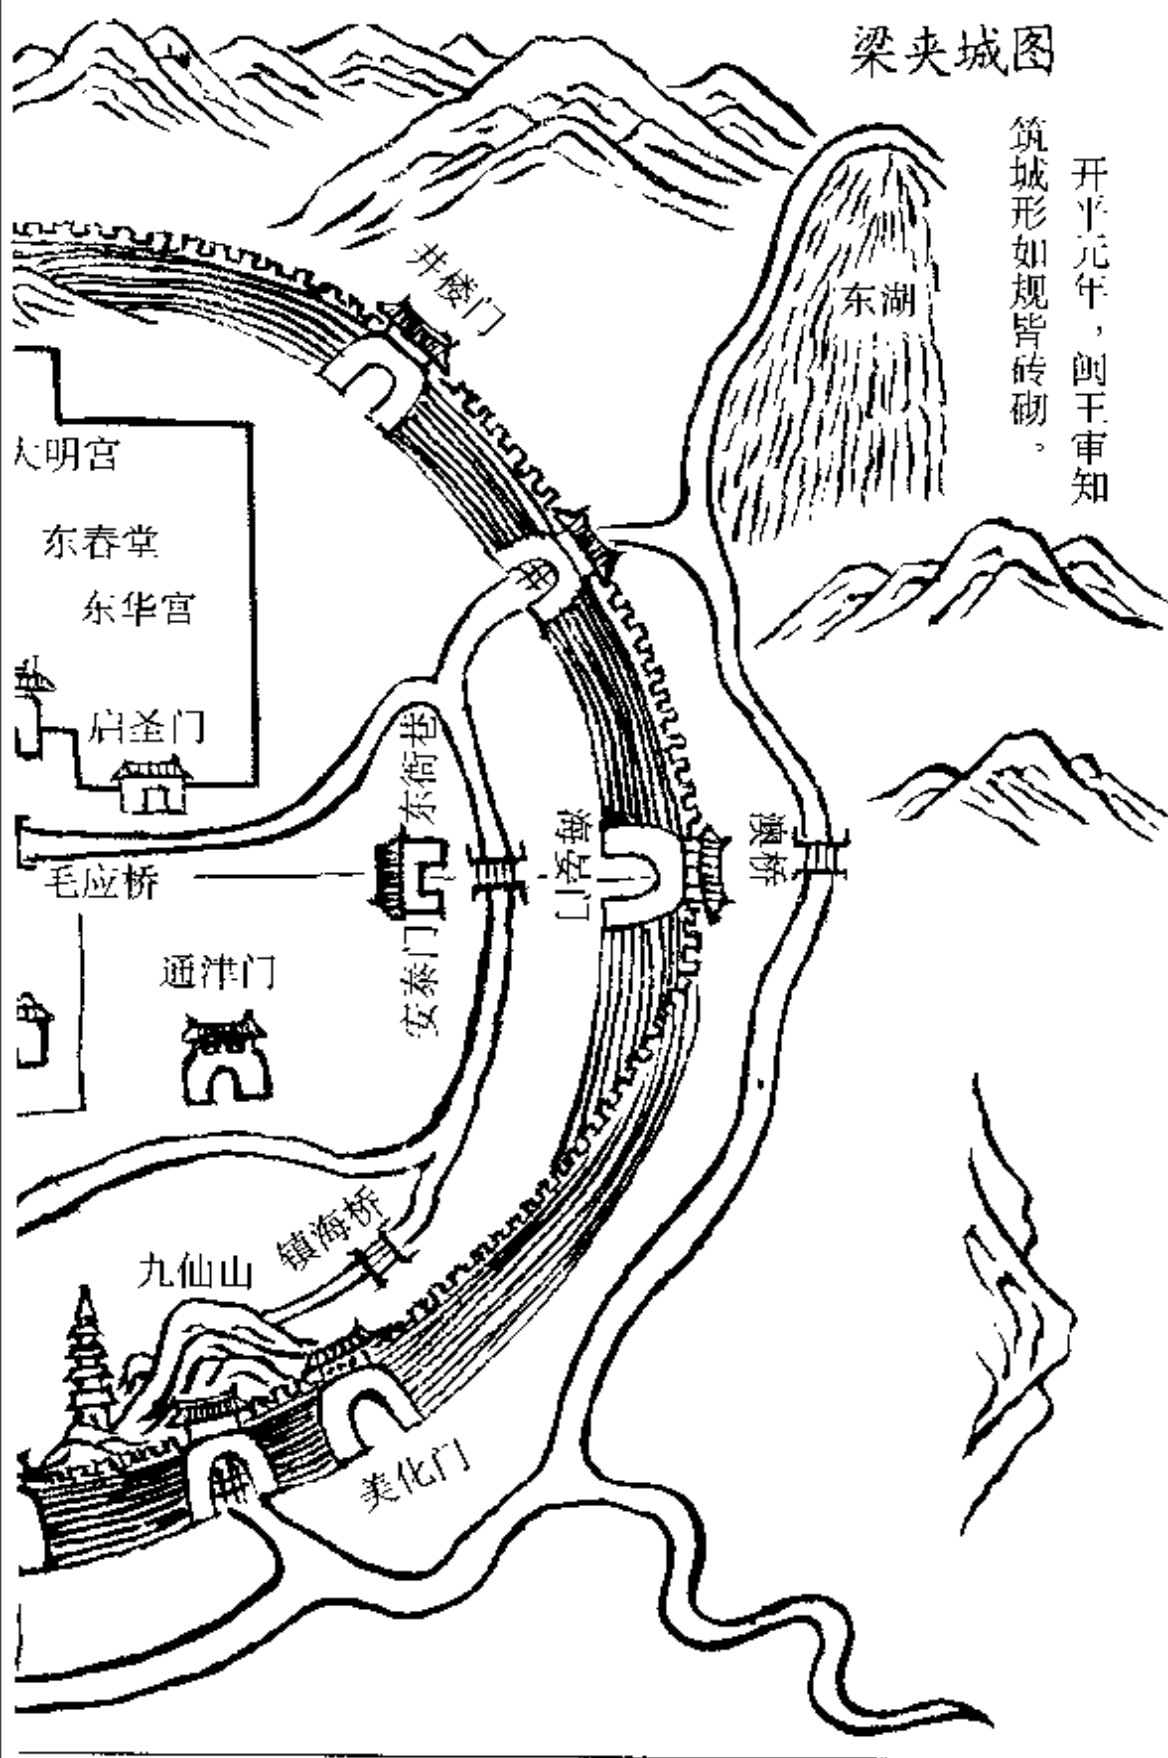 梁夹城图
开平元年，闽王审知
筑城形如规皆砖砌。
东湖
井楼门
大明宫
东春堂
东华宫
启圣门
东衙巷
毛应桥
安泰门
海晏门
澳桥
通津门
镇海桥
九仙山
美化门